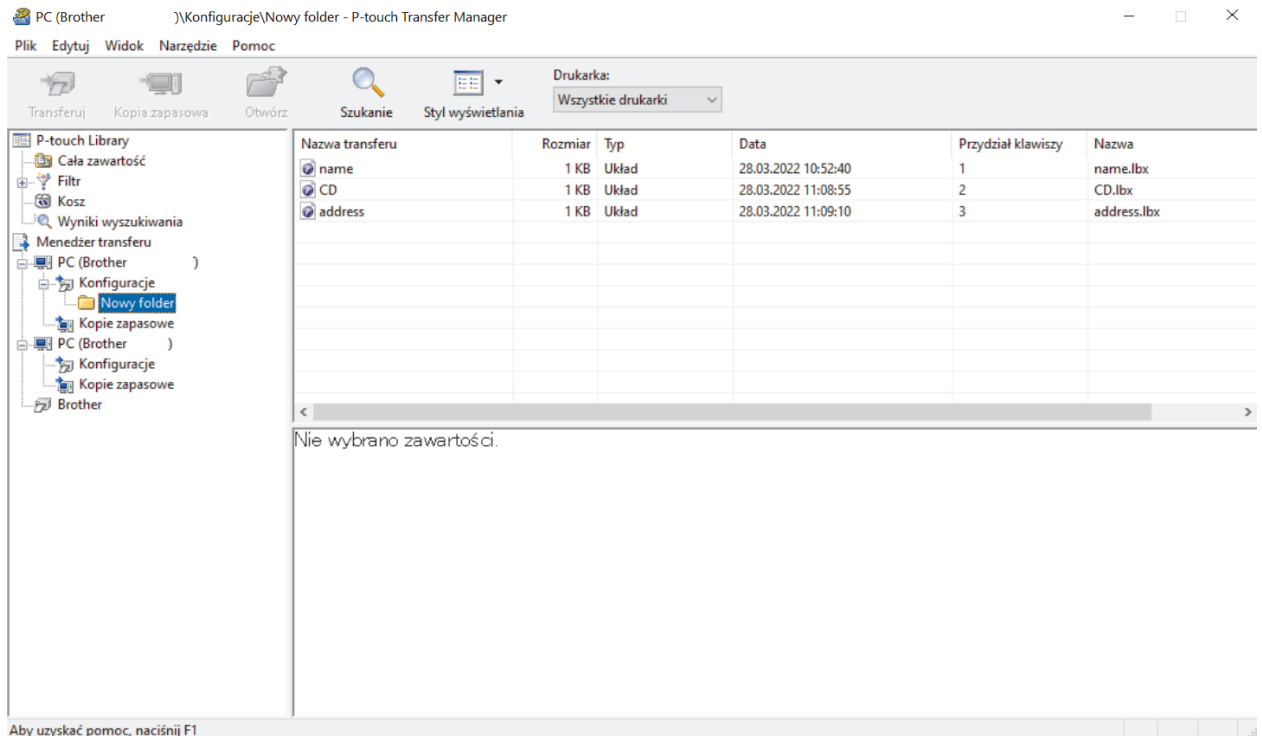 PC (Brother )\Konfiguracje\Nowy folder - P-touch Transfer Manager
Plik Edytuj Widok Narzędzie Pomoc
Transferuj Kopia zapasowa Otwórz Szukanie Styl wyświetlania
Drukarka:
Wszystkie drukarki
P-touch Library
Cała zawartość
Filtr
Kosz
Wyniki wyszukiwania
Menedżer transferu
PC (Brother )
Konfiguracje
Nowy folder
Kopie zapasowe
PC (Brother )
Konfiguracje
Kopie zapasowe
Brother
Nazwa transferu Rozmiar Typ Data Przydział klawiszy Nazwa
name 1 KB Układ 28.03.2022 10:52:40 1 name.lbx
CD 1 KB Układ 28.03.2022 11:08:55 2 CD.lbx
address 1 KB Układ 28.03.2022 11:09:10 3 address.lbx
Nie wybrano zawartości.
Aby uzyskać pomoc, naciśnij F1